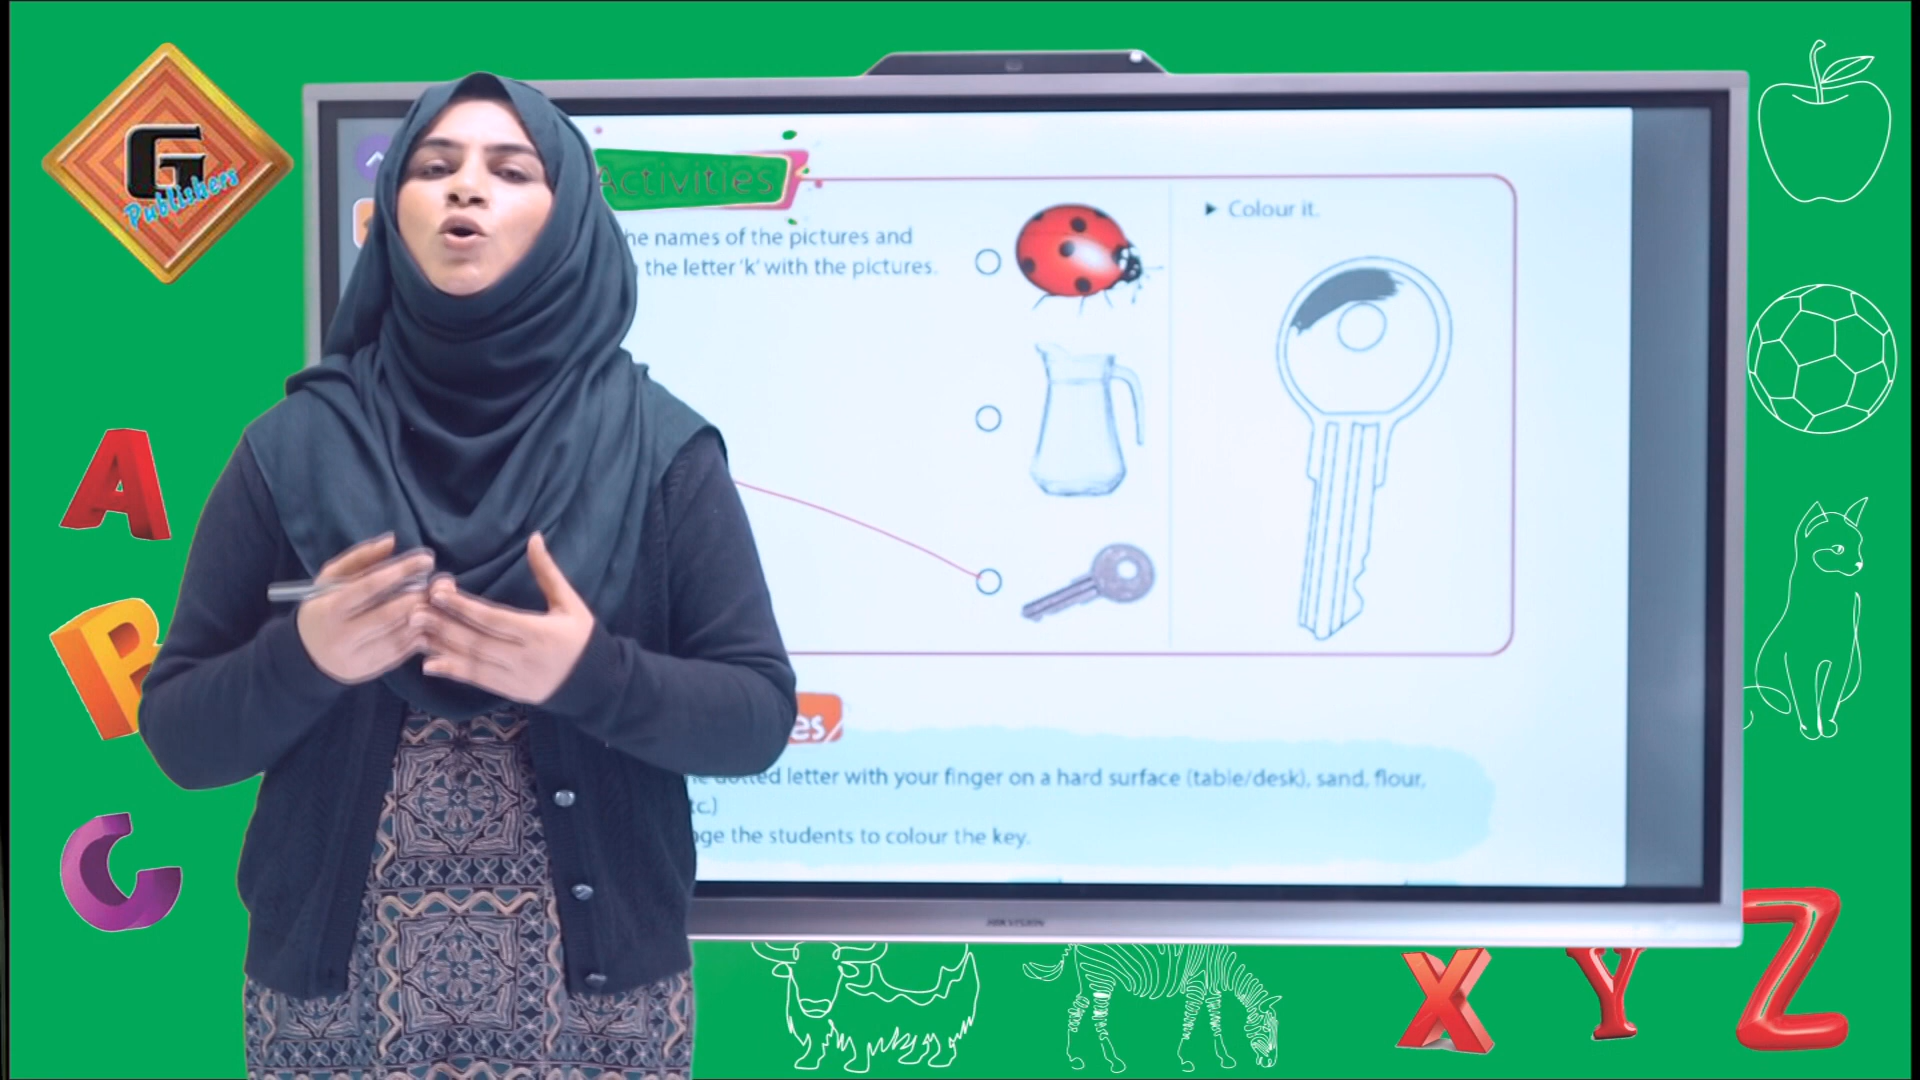 G
Publishers
Activities
he names of the pictures and
the letter 'k' with the pictures.
Colour it.
A
B
C
es
dotted letter with your finger on a hard surface (table/desk), sand, flour,
tc.)
ge the students to colour the key.
HIKVISION
X Y Z